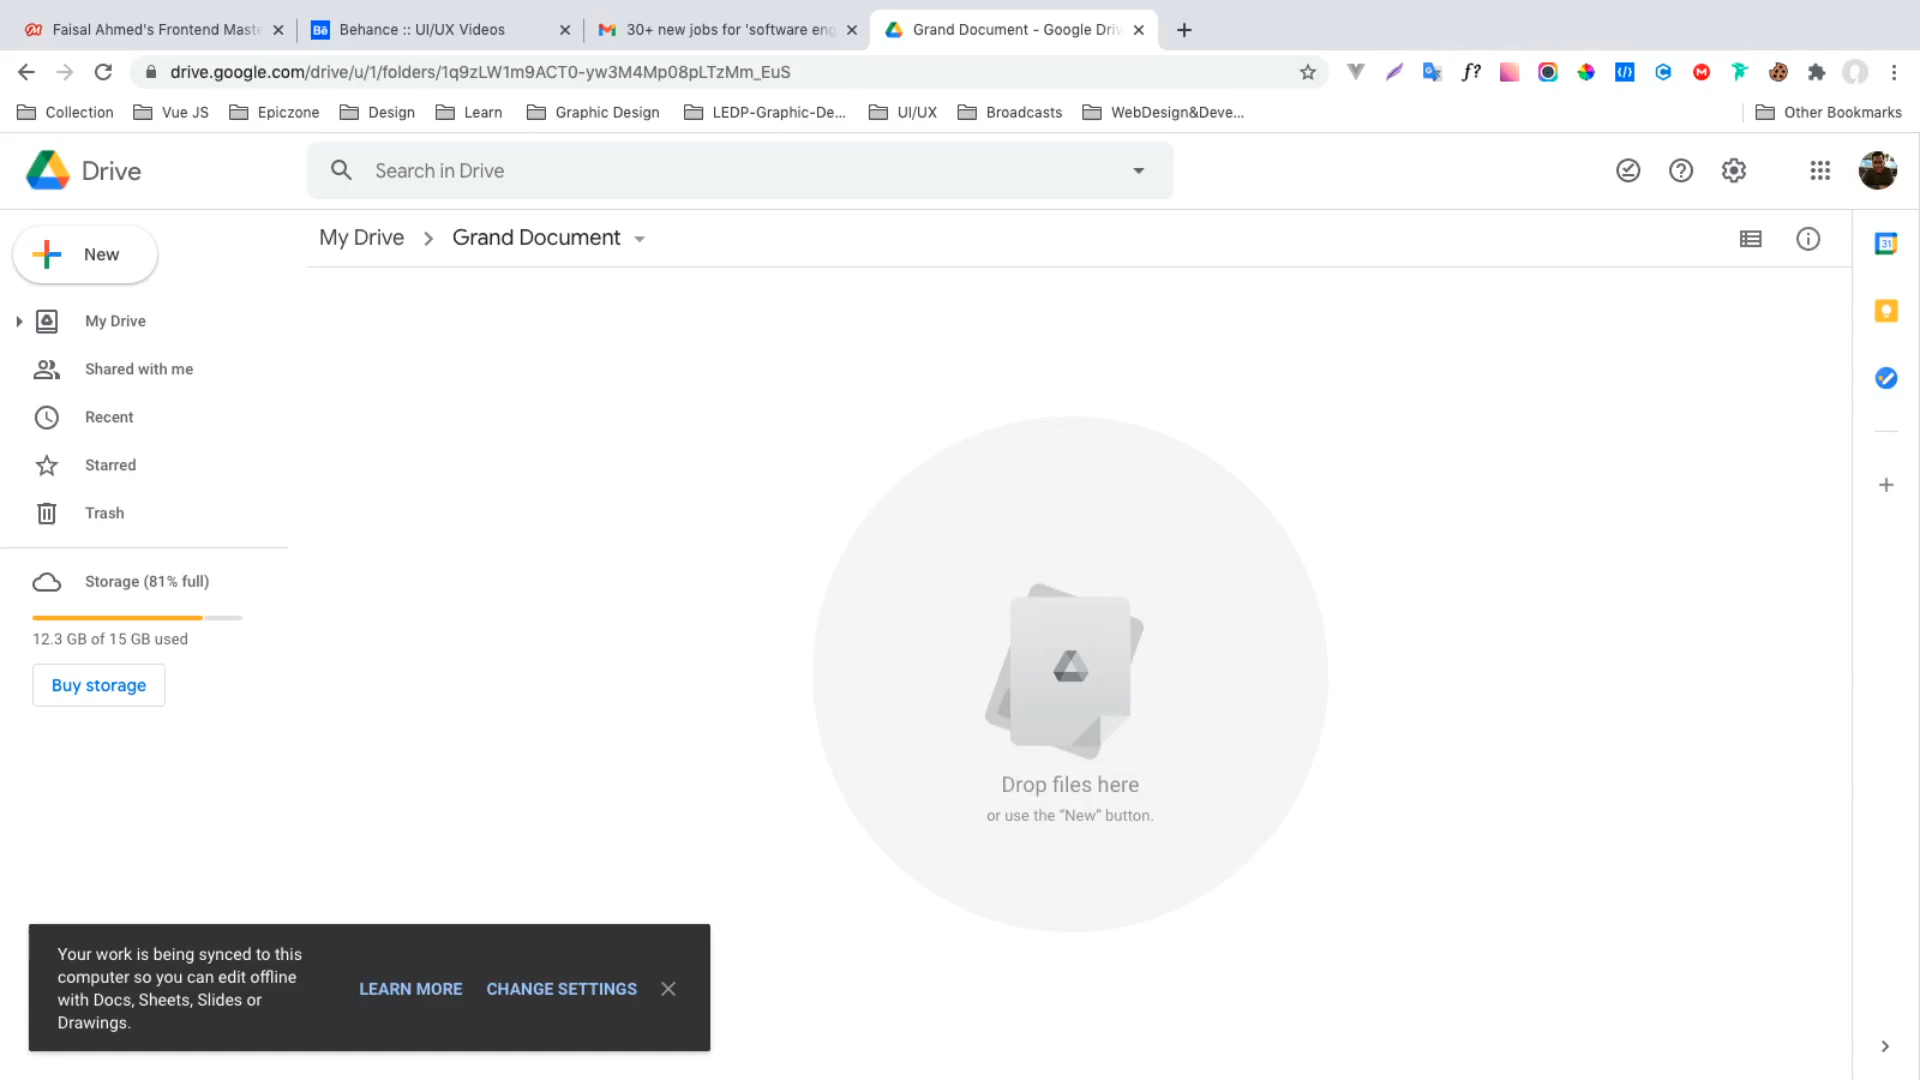 Faisal Ahmed's Frontend Maste
Behance :: UI/UX Videos
30+ new jobs for 'software eng
Grand Document - Google Driv
drive.google.com/drive/u/1/folders/1q9zLW1m9ACT0-yw3M4Mp08pLTzMm_EuS
Collection
Vue JS
Epiczone
Design
Learn
Graphic Design
LEDP-Graphic-De...
UI/UX
Broadcasts
WebDesign&Deve...
Other Bookmarks
Drive
Search in Drive
New
My Drive
Grand Document
My Drive
Shared with me
Recent
Starred
Trash
Storage (81% full)
12.3 GB of 15 GB used
Buy storage
31
Drop files here
or use the "New" button.
Your work is being synced to this
computer so you can edit offline
with Docs, Sheets, Slides or
Drawings.
LEARN MORE
CHANGE SETTINGS